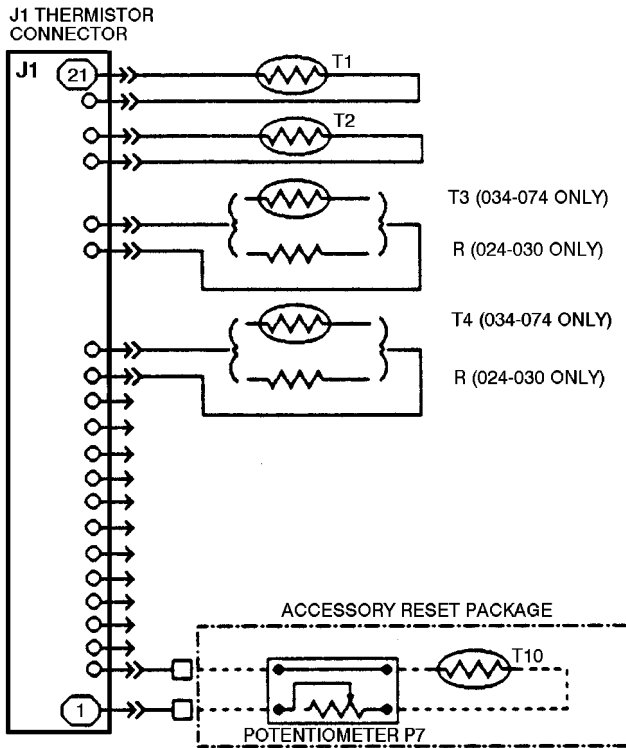 J1 THERMISTOR
CONNECTOR
J1
21
T1
T2
T3 (034-074 ONLY)
R (024-030 ONLY)
T4 (034-074 ONLY)
R (024-030 ONLY)
ACCESSORY RESET PACKAGE
T10
1
POTENTIOMETER P7